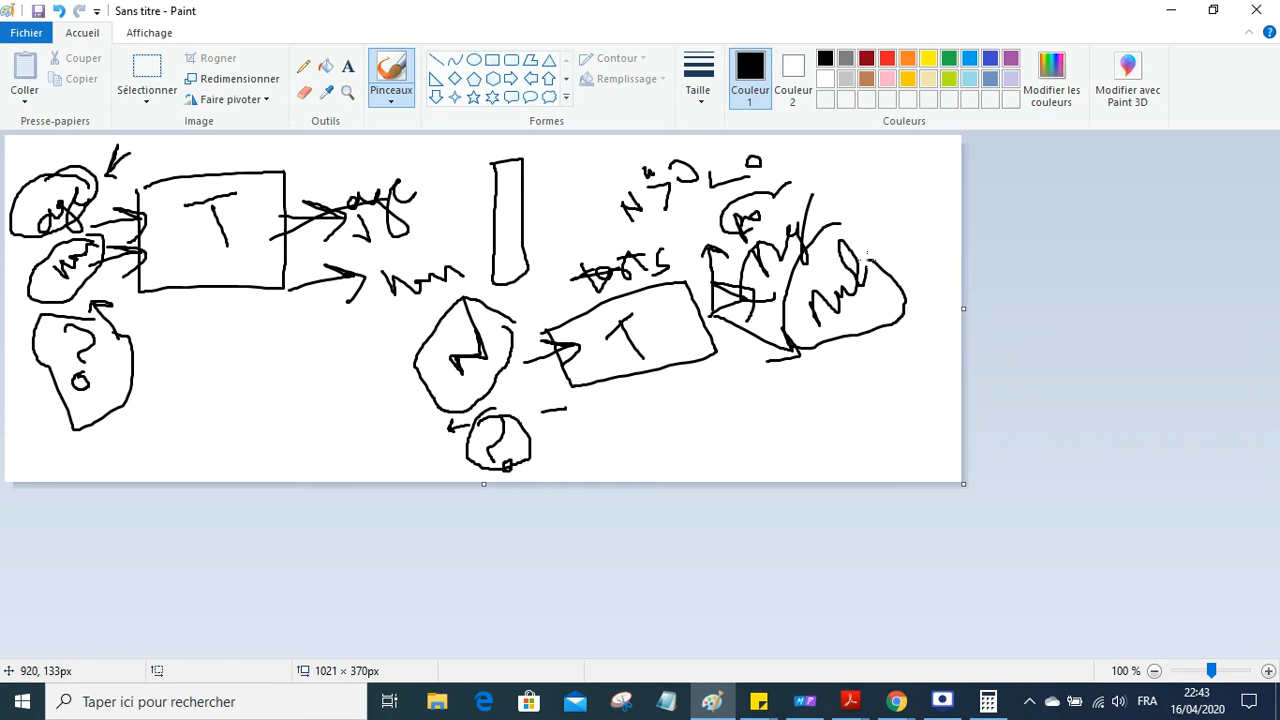 Sans titre - Paint
Fichier Accueil Affichage
Coller
Couper
Copier
Presse-papiers
Sélectionner
Rogner
Redimensionner
Faire pivoter
Image
A
Outils
Pinceaux
Contour
Remplissage
Formes
Taille
Couleur 1
Couleur 2
Modifier les couleurs
Couleurs
Modifier avec Paint 3D
age
T
age
?
T
?
920, 133px
1021 × 370px
100 %
Taper ici pour rechercher
FRA
22:43
16/04/2020